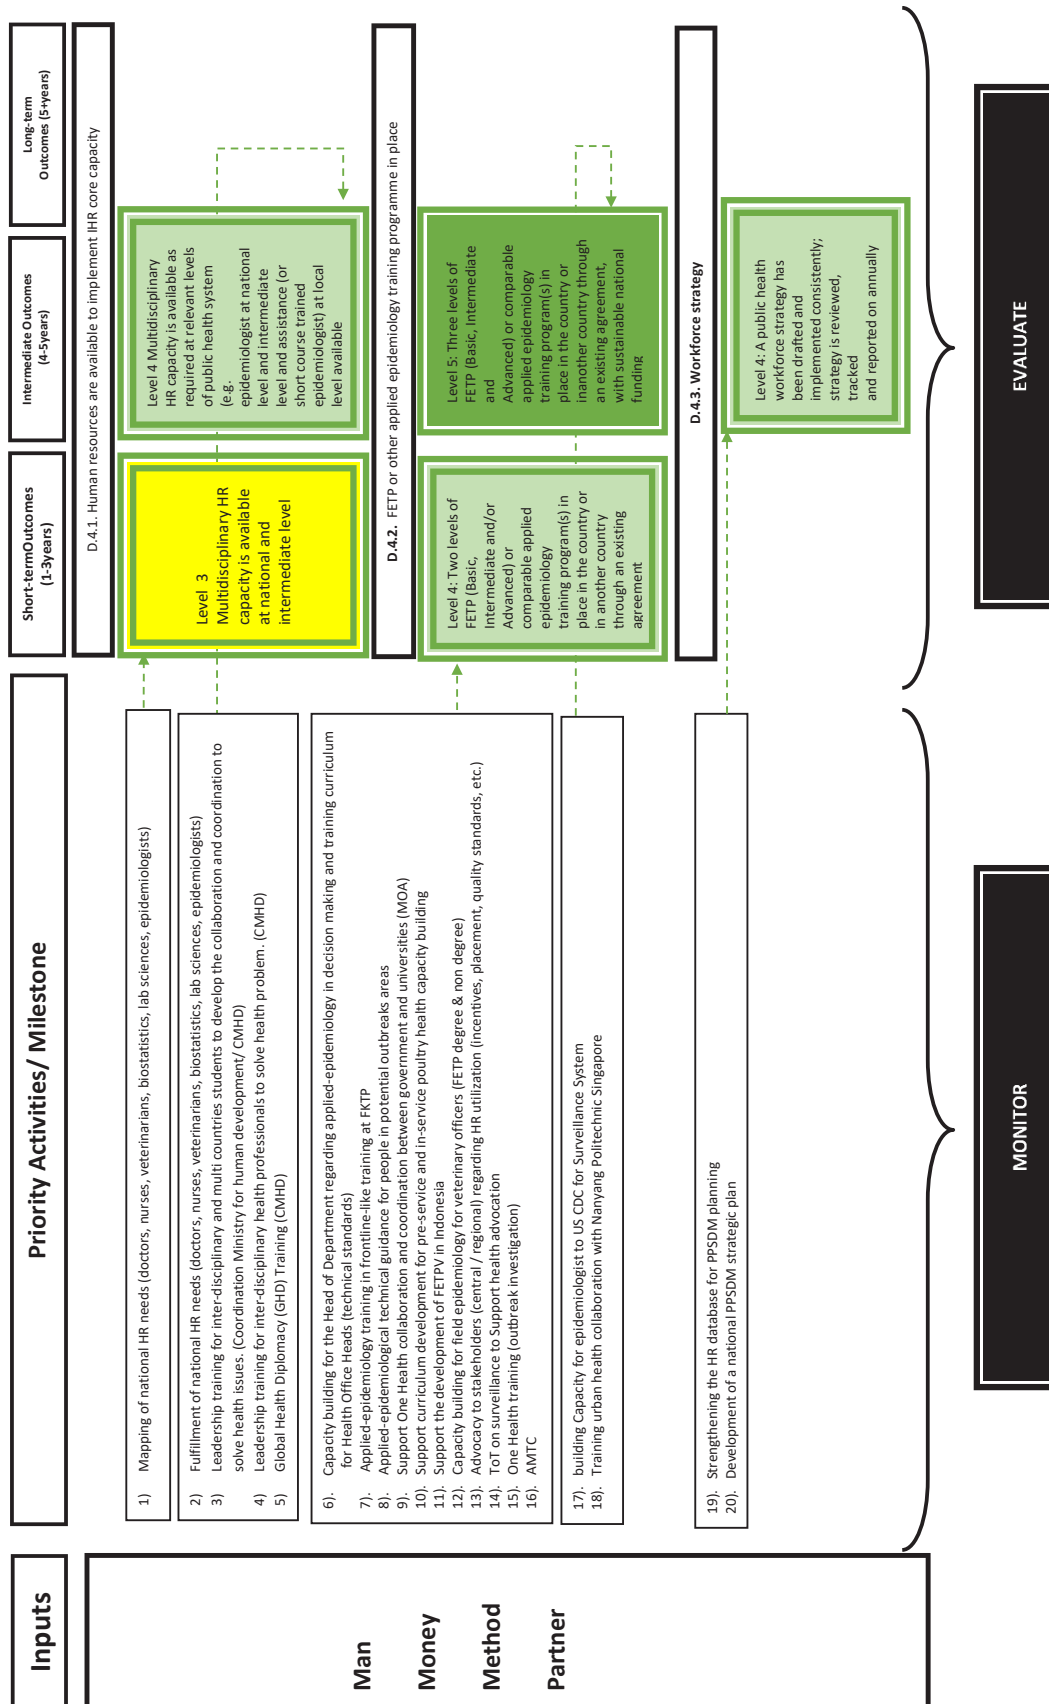 Inputs
Man
Money
Method
Partner
Priority Activities/ Milestone
1) Mapping of national HR needs (doctors, nurses, veterinarians, biostatistics, lab sciences, epidemiologists)
2) Fulfillment of national HR needs (doctors, nurses, veterinarians, biostatistics, lab sciences, epidemiologists)
3) Leadership training for inter-disciplinary and multi countries students to develop the collaboration and coordination to
solve health issues. (Coordination Ministry for human development/ CMHD)
4) Leadership training for inter-disciplinary health professionals to solve health problem. (CMHD)
5) Global Health Diplomacy (GHD) Training (CMHD)
6). Capacity building for the Head of Department regarding applied-epidemiology in decision making and training curriculum
for Health Office Heads (technical standards)
7). Applied-epidemiology training in frontline-like training at FKTP
8). Applied-epidemiological technical guidance for people in potential outbreaks areas
9). Support One Health collaboration and coordination between government and universities (MOA)
10). Support curriculum development for pre-service and in-service poultry health capacity building
11). Support the development of FETPV in Indonesia
12). Capacity building for field epidemiology for veterinary officers (FETP degree & non degree)
13). Advocacy to stakeholders (central / regional) regarding HR utilization (incentives, placement, quality standards, etc.)
14). ToT on surveillance to Support health advocation
15). One Health training (outbreak investigation)
16). AMTC
17). building Capacity for epidemiologist to US CDC for Surveillance System
18). Training urban health collaboration with Nanyang Politechnic Singapore
19). Strengthening the HR database for PPSDM planning
20). Development of a national PPSDM strategic plan
MONITOR
Short-termOutcomes
(1-3years)
Intermediate Outcomes
(4-5years)
Long-term
Outcomes (5+years)
D.4.1. Human resources are available to implement IHR core capacity
Level 3
Multidisciplinary HR
capacity is available
at national and
intermediate level
Level 4 Multidisciplinary
HR capacity is available as
required at relevant levels
of public health system
(e.g.
epidemiologist at national
level and intermediate
level and assistance (or
short course trained
epidemiologist) at local
level available
D.4.2. FETP or other applied epidemiology training programme in place
Level 4: Two levels of
FETP (Basic,
Intermediate and/or
Advanced) or
comparable applied
epidemiology
training program(s) in
place in the country or
in another country
through an existing
agreement
Level 5: Three levels of
FETP (Basic, Intermediate
and
Advanced) or comparable
applied epidemiology
training program(s) in
place in the country or
inanother country through
an existing agreement,
with sustainable national
funding
D.4.3. Workforce strategy
Level 4: A public health
workforce strategy has
been drafted and
implemented consistently;
strategy is reviewed,
tracked
and reported on annually
EVALUATE